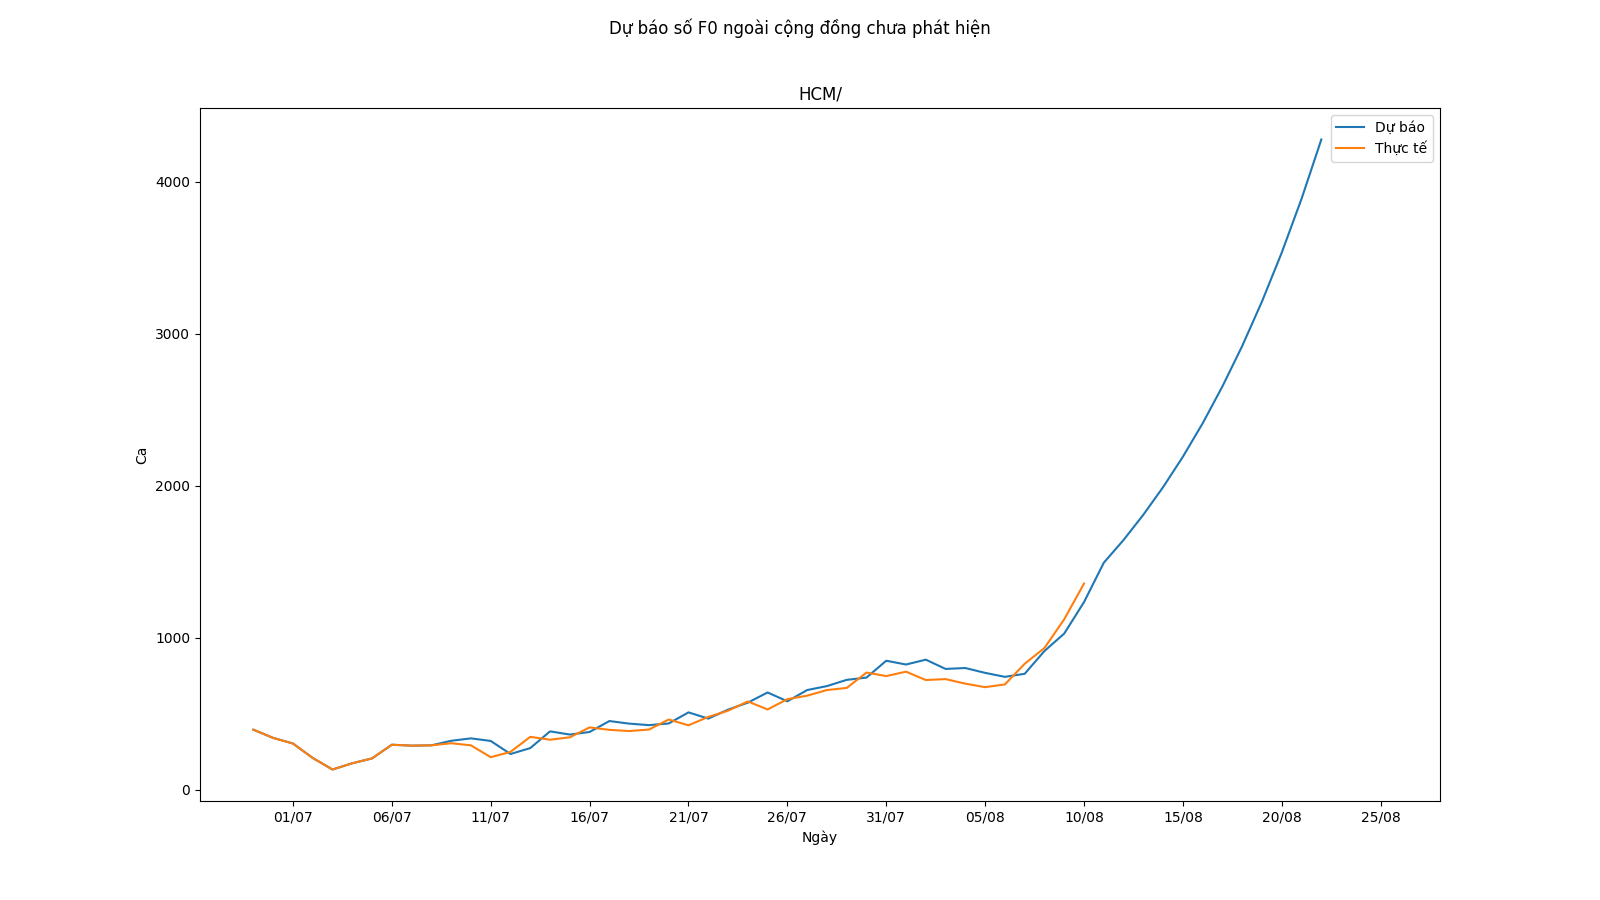 Dự báo số F0 ngoài cộng đồng chưa phát hiện
HCM/
Dự báo
Thực tế
4000
3000
2000
1000
0
Ca
01/07 06/07 11/07 16/07 21/07 26/07 31/07 05/08 10/08 15/08 20/08 25/08
Ngày